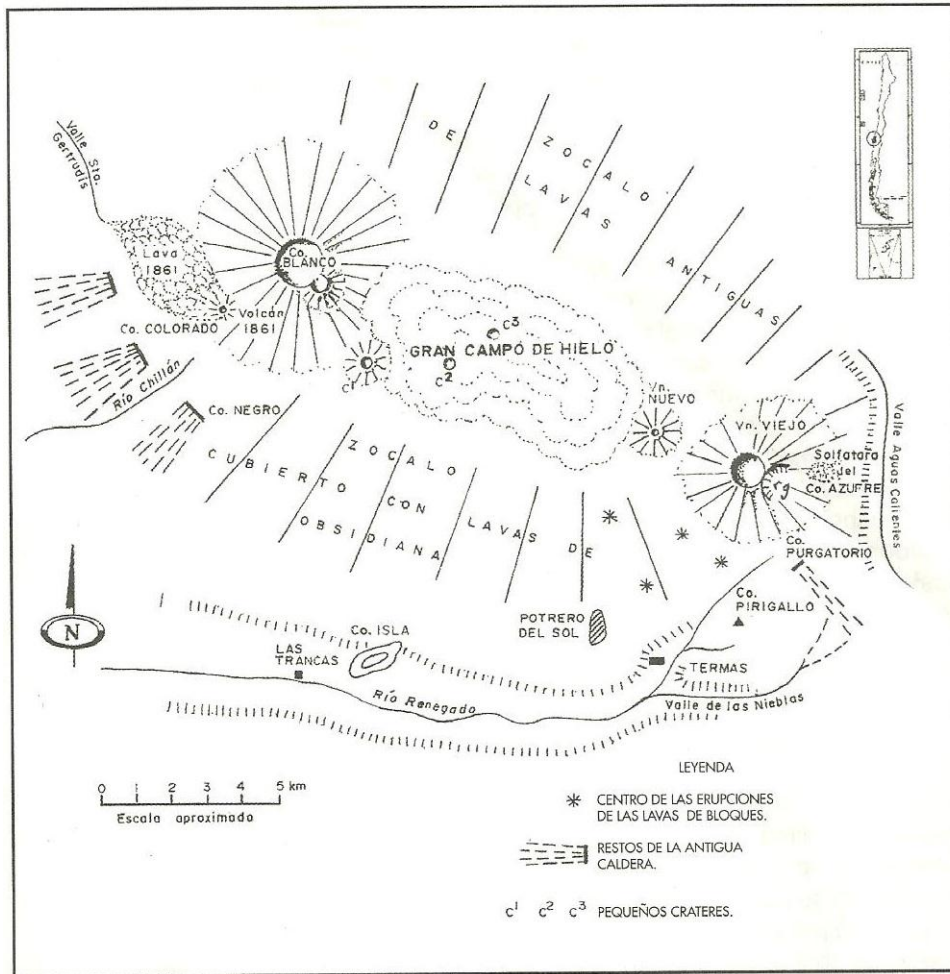 Valle Sta.
Gertrudis
Lava
1861
Co.
BLANCO
Co. COLORADO
Volcán
1861
DE
ZOCALO
LAVAS
ANTIGUAS
C³
GRAN CAMPO DE HIELO
C²
C¹
Río Chillán
Co. NEGRO
Vn.
NUEVO
Vn. VIEJO
Solfatara
del
Co. AZUFRE
Valle Aguas Calientes
CUBIERTO
ZOCALO
CON
OBSIDIANA
LAVAS DE
Co.
PURGATORIO
Co.
PIRIGALLO
POTRERO
DEL SOL
N
LAS
TRANCAS
Co. ISLA
TERMAS
Río Renegado
Valle de las Nieblas
0 1 2 3 4 5 km
Escala aproximada
LEYENDA
CENTRO DE LAS ERUPCIONES
DE LAS LAVAS DE BLOQUES.
RESTOS DE LA ANTIGUA
CALDERA.
C¹ C² C³ PEQUEÑOS CRATERES.